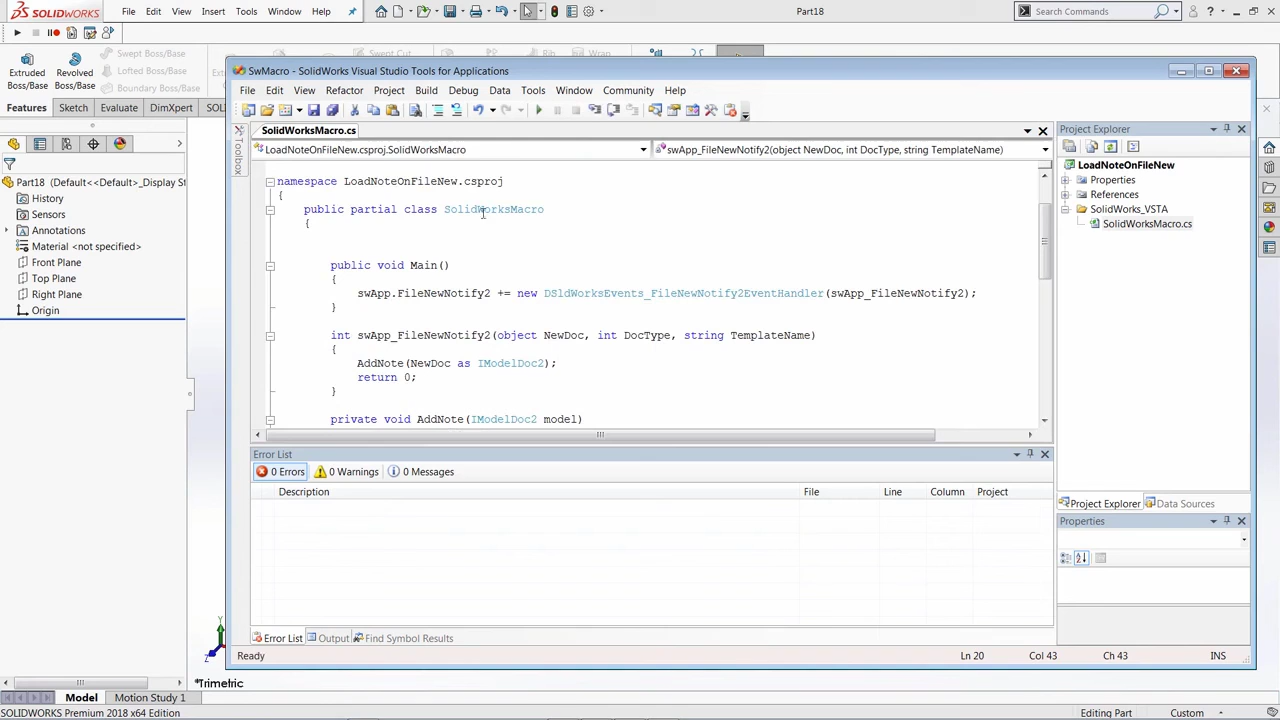 SOLIDWORKS File Edit View Insert Tools Window Help Part18 Search Commands
Extruded Boss/Base
Revolved Boss/Base
Swept Boss/Base
Lofted Boss/Base
Boundary Boss/Base
Swept Cut
Rib
Wrap
Features Sketch Evaluate DimXpert SOL
Part18 (Default<<Default>_Display St
History
Sensors
Annotations
Material <not specified>
Front Plane
Top Plane
Right Plane
Origin
SwMacro - SolidWorks Visual Studio Tools for Applications
File Edit View Refactor Project Build Debug Data Tools Window Community Help
Toolbox
SolidWorksMacro.cs
LoadNoteOnFileNew.csproj.SolidWorksMacro
swApp_FileNewNotify2(object NewDoc, int DocType, string TemplateName)
namespace LoadNoteOnFileNew.csproj
{
public partial class SolidWorksMacro
{
public void Main()
{
swApp.FileNewNotify2 += new DSldWorksEvents_FileNewNotify2EventHandler(swApp_FileNewNotify2);
}
int swApp_FileNewNotify2(object NewDoc, int DocType, string TemplateName)
{
AddNote(NewDoc as IModelDoc2);
return 0;
}
private void AddNote(IModelDoc2 model)
Error List
0 Errors 0 Warnings 0 Messages
Description File Line Column Project
Error List Output Find Symbol Results
Ready Ln 20 Col 43 Ch 43 INS
Project Explorer
LoadNoteOnFileNew
Properties
References
SolidWorks_VSTA
SolidWorksMacro.cs
Project Explorer Data Sources
Properties
Y
Z
*Trimetric
Model Motion Study 1
SOLIDWORKS Premium 2018 x64 Edition Editing Part Custom